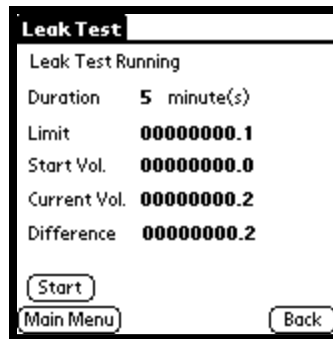 Leak Test
Leak Test Running
Duration 5 minute(s)
Limit 00000000.1
Start Vol. 00000000.0
Current Vol. 00000000.2
Difference 00000000.2
Start
Main Menu Back